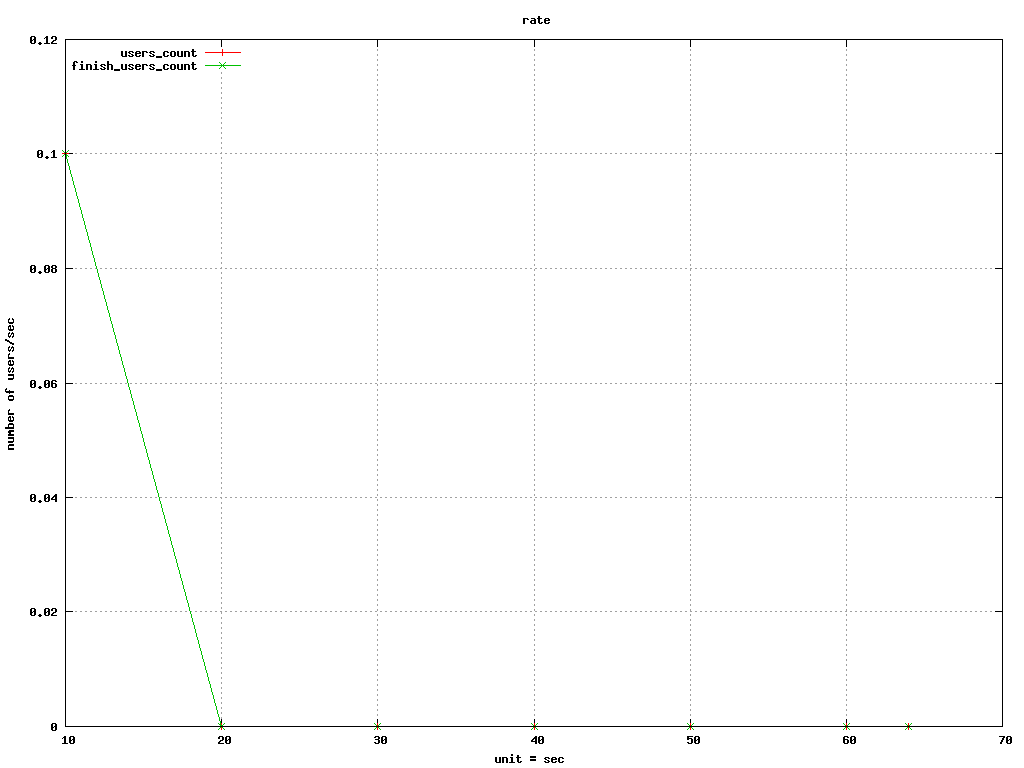 rate
0.12
users_count
finish_users_count
0.1
0.08
0.06
0.04
0.02
0
number of users/sec
10 20 30 40 50 60 70
unit = sec